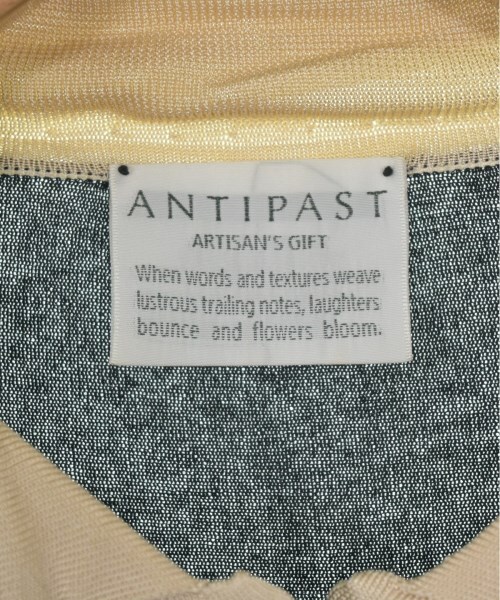 ANTIPAST
ARTISAN'S GIFT
When words and textures weave
lustrous trailing notes, laughters
bounce and flowers bloom.